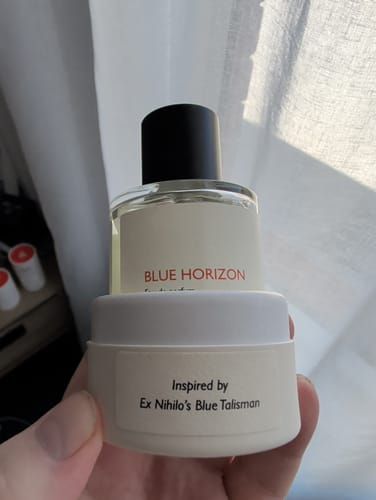 BLUE HORIZON
Inspired by
Ex Nihilo's Blue Talisman